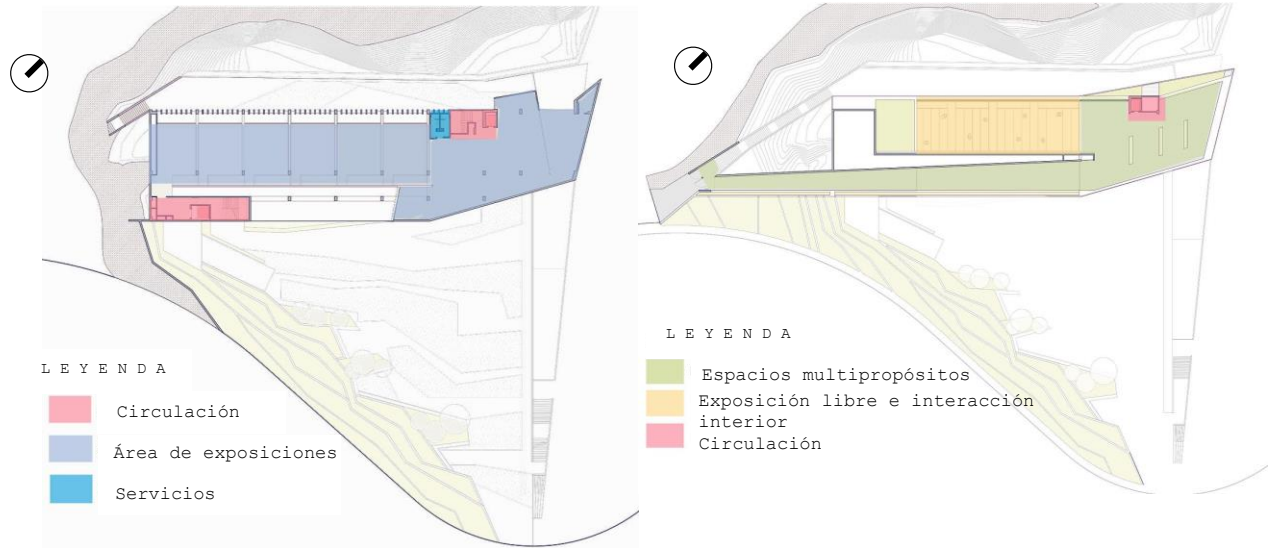 L E Y E N D A
Circulación
Área de exposiciones
Servicios
L E Y E N D A
Espacios multipropósitos
Exposición libre e interacción
interior
Circulación